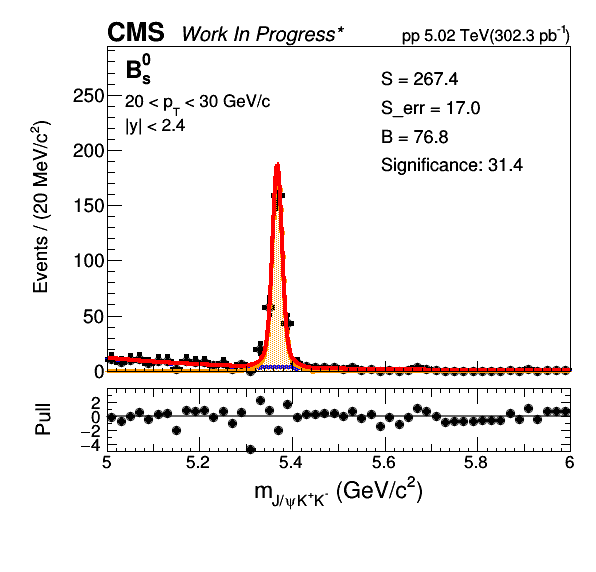 CMS Work In Progress* pp 5.02 TeV(302.3 pb⁻¹)
B⁰ₛ
20 < p_T < 30 GeV/c
|y| < 2.4
S = 267.4
S_err = 17.0
B = 76.8
Significance: 31.4
Events / (20 MeV/c²)
250
200
150
100
50
0
Pull
2
0
−2
−4
5 5.2 5.4 5.6 5.8 6
m_J/ψK⁺K⁻ (GeV/c²)